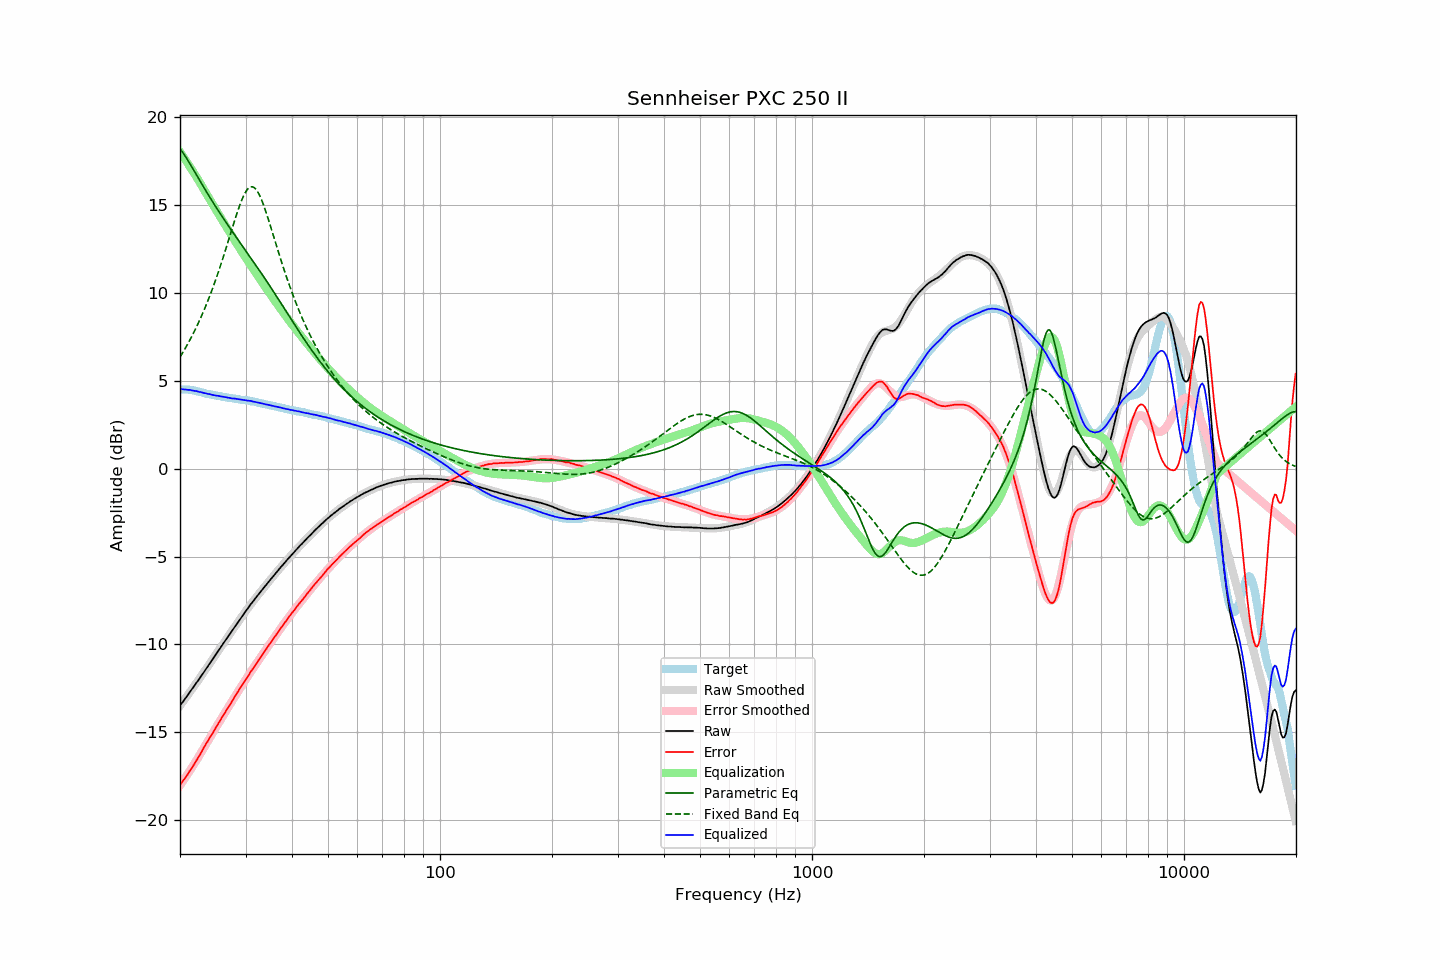 Sennheiser PXC 250 II
20
15
10
5
0
−5
−10
−15
−20
Amplitude (dBr)
Target
Raw Smoothed
Error Smoothed
Raw
Error
Equalization
Parametric Eq
Fixed Band Eq
Equalized
100
1000
10000
Frequency (Hz)